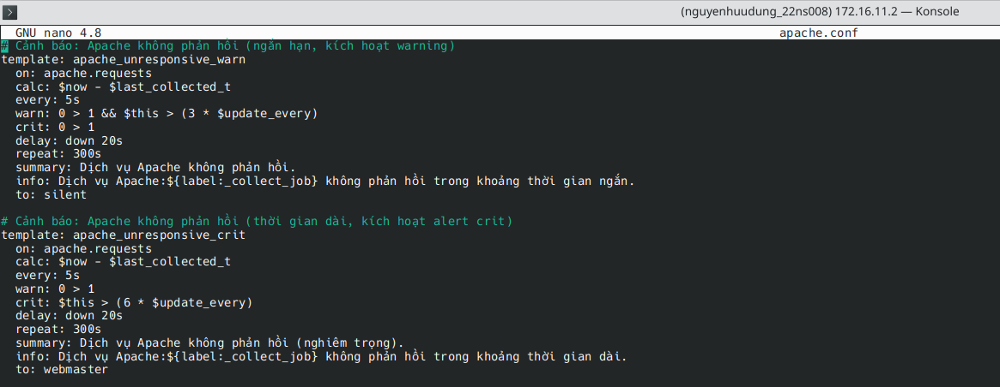 (nguyenhuudung_22ns008) 172.16.11.2 — Konsole
GNU nano 4.8 apache.conf
# Cảnh báo: Apache không phản hồi (ngắn hạn, kích hoạt warning)
template: apache_unresponsive_warn
on: apache.requests
calc: $now - $last_collected_t
every: 5s
warn: 0 > 1 && $this > (3 * $update_every)
crit: 0 > 1
delay: down 20s
repeat: 300s
summary: Dịch vụ Apache không phản hồi.
info: Dịch vụ Apache:${label:_collect_job} không phản hồi trong khoảng thời gian ngắn.
to: silent
# Cảnh báo: Apache không phản hồi (thời gian dài, kích hoạt alert crit)
template: apache_unresponsive_crit
on: apache.requests
calc: $now - $last_collected_t
every: 5s
warn: 0 > 1
crit: $this > (6 * $update_every)
delay: down 20s
repeat: 300s
summary: Dịch vụ Apache không phản hồi (nghiêm trọng).
info: Dịch vụ Apache:${label:_collect_job} không phản hồi trong khoảng thời gian dài.
to: webmaster